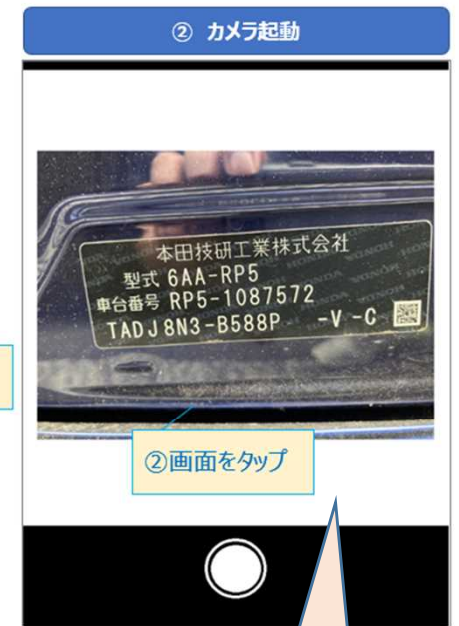 ② カメラ起動
本田技研工業株式会社
型式 6AA-RP5
車台番号 RP5-1087572
TADJ8N3-B588P -V-C
②画面をタップ